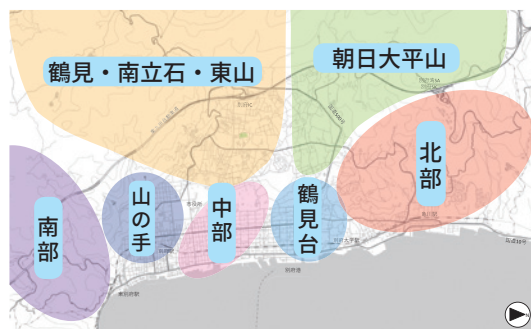 鶴見・南立石・東山
朝日大平山
北部
南部
山の手
中部
鶴見台